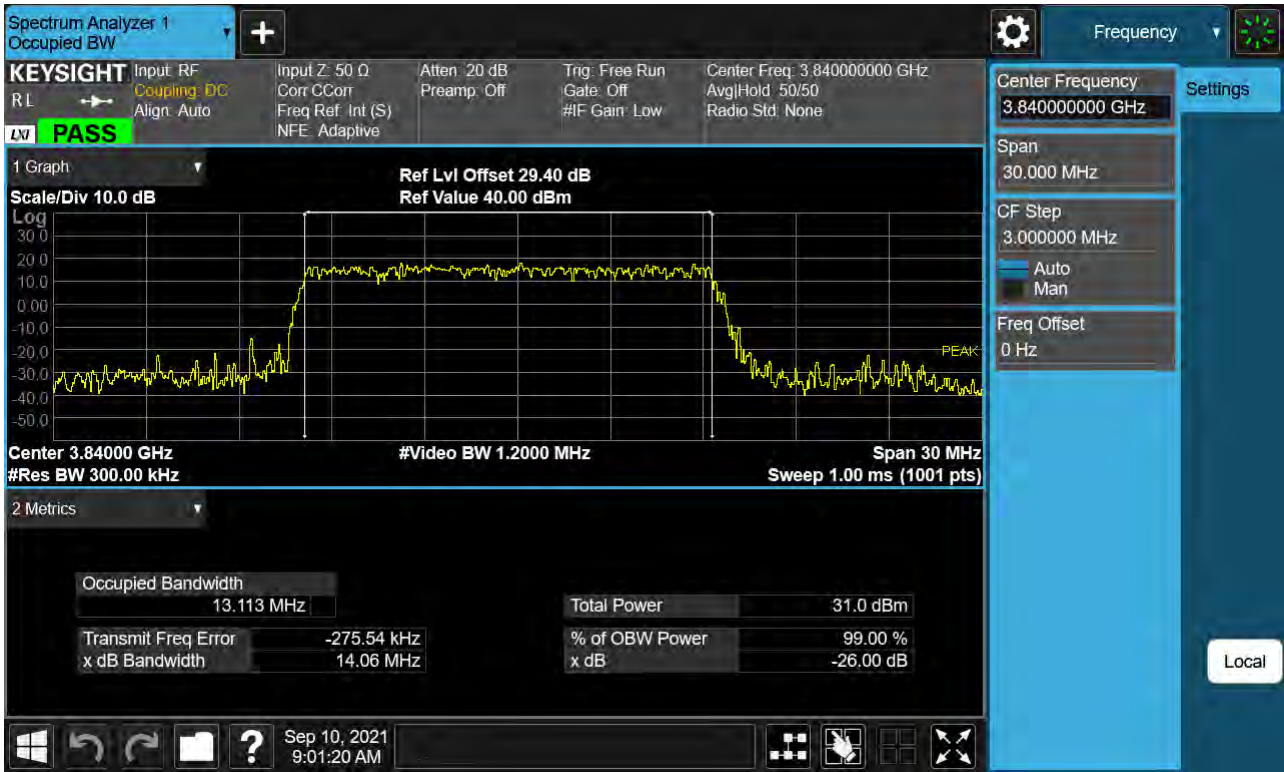 Spectrum Analyzer 1
Occupied BW
Frequency
KEYSIGHT
RL
LXI
PASS
Input: RF
Coupling: DC
Align: Auto
Input Z: 50 Ω
Corr CCorr
Freq Ref: Int (S)
NFE: Adaptive
Atten: 20 dB
Preamp: Off
Trig: Free Run
Gate: Off
#IF Gain: Low
Center Freq: 3.840000000 GHz
Avg|Hold: 50/50
Radio Std: None
Center Frequency
3.840000000 GHz
Settings
Span
30.000 MHz
CF Step
3.000000 MHz
Auto
Man
Freq Offset
0 Hz
Local
1 Graph
Scale/Div 10.0 dB
Ref Lvl Offset 29.40 dB
Ref Value 40.00 dBm
Log
30.0
20.0
10.0
0.00
-10.0
-20.0
-30.0
-40.0
-50.0
PEAK
Center 3.84000 GHz
#Video BW 1.2000 MHz
Span 30 MHz
#Res BW 300.00 kHz
Sweep 1.00 ms (1001 pts)
2 Metrics
Occupied Bandwidth
13.113 MHz
Total Power 31.0 dBm
Transmit Freq Error -275.54 kHz
% of OBW Power 99.00 %
x dB Bandwidth 14.06 MHz
x dB -26.00 dB
?
Sep 10, 2021
9:01:20 AM